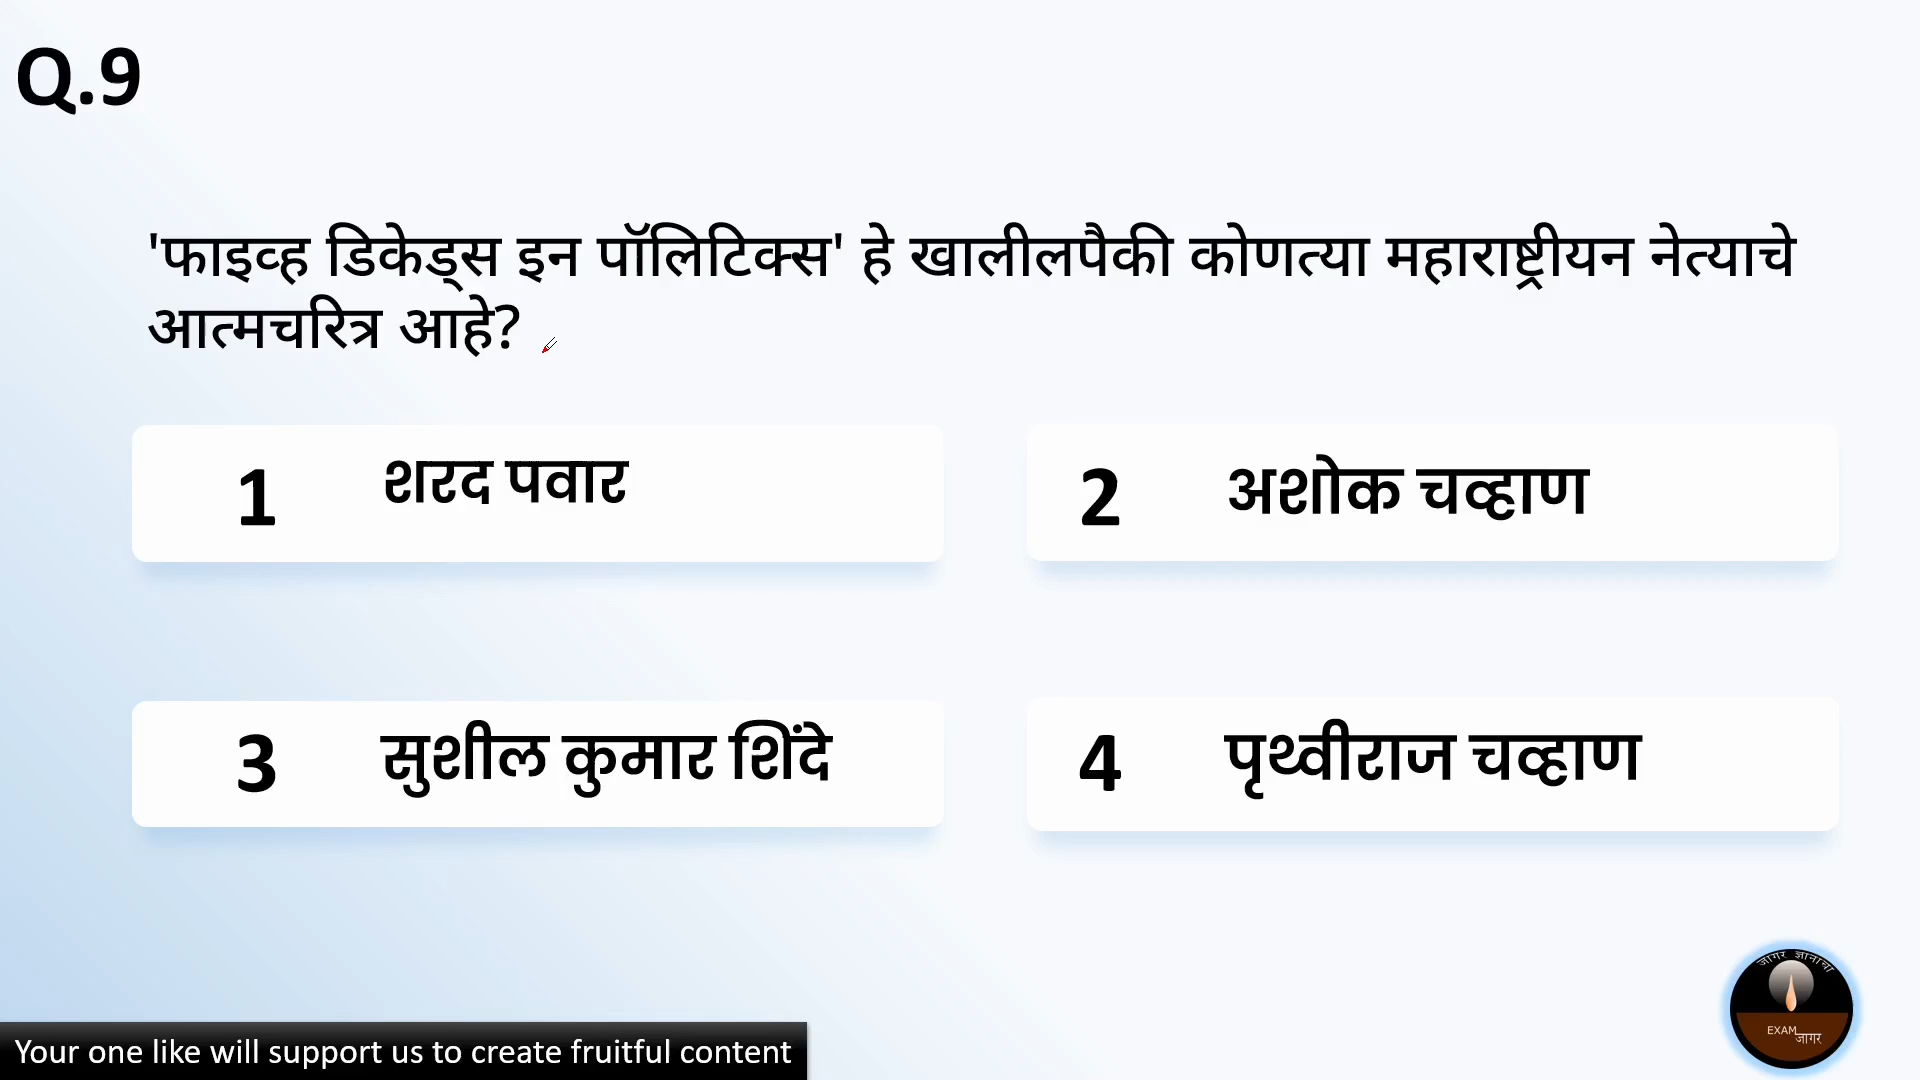 Q.9
'फाइव्ह डिकेड्स इन पॉलिटिक्स' हे खालीलपैकी कोणत्या महाराष्ट्रीयन नेत्याचे
आत्मचरित्र आहे?
1 शरद पवार
2 अशोक चव्हाण
3 सुशील कुमार शिंदे
4 पृथ्वीराज चव्हाण
जागर ज्ञानाचा
EXAM
जागर
Your one like will support us to create fruitful content